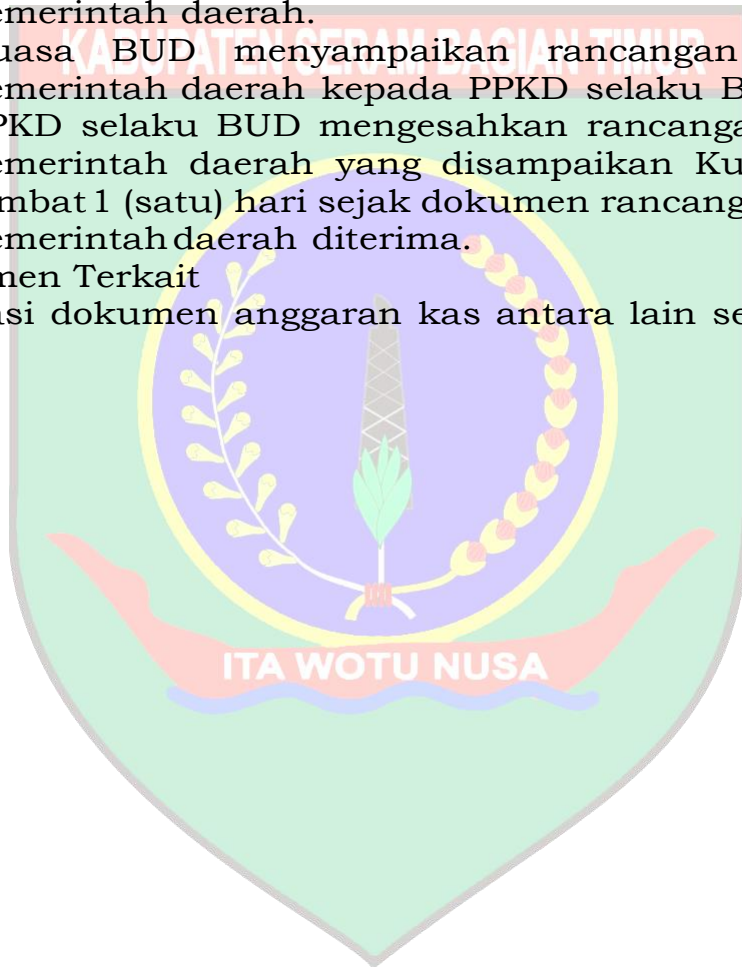 emerintah daerah.
uasa BUD menyampaikan rancangan
KABUPATEN SERAM BAGIAN TIMUR
emerintah daerah kepada PPKD selaku B
PKD selaku BUD mengesahkan rancanga
emerintah daerah yang disampaikan Ku
mbat 1 (satu) hari sejak dokumen rancang
emerintah daerah diterima.
men Terkait
asi dokumen anggaran kas antara lain se
ITA WOTU NUSA